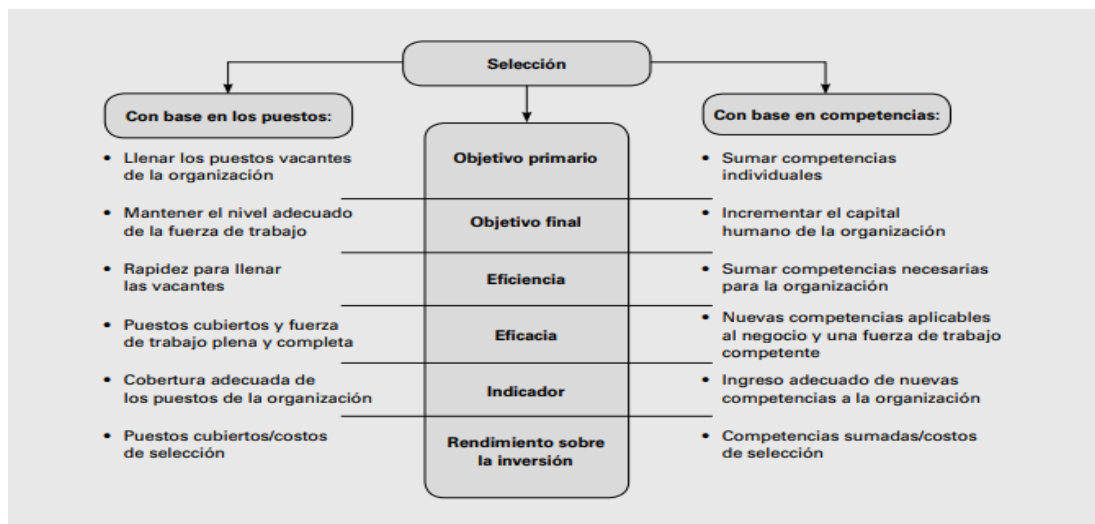 Selección
Con base en los puestos:
• Llenar los puestos vacantes
de la organización
• Mantener el nivel adecuado
de la fuerza de trabajo
• Rapidez para llenar
las vacantes
• Puestos cubiertos y fuerza
de trabajo plena y completa
• Cobertura adecuada de
los puestos de la organización
• Puestos cubiertos/costos
de selección
Objetivo primario
Objetivo final
Eficiencia
Eficacia
Indicador
Rendimiento sobre
la inversión
Con base en competencias:
• Sumar competencias
individuales
• Incrementar el capital
humano de la organización
• Sumar competencias necesarias
para la organización
• Nuevas competencias aplicables
al negocio y una fuerza de trabajo
competente
• Ingreso adecuado de nuevas
competencias a la organización
• Competencias sumadas/costos
de selección